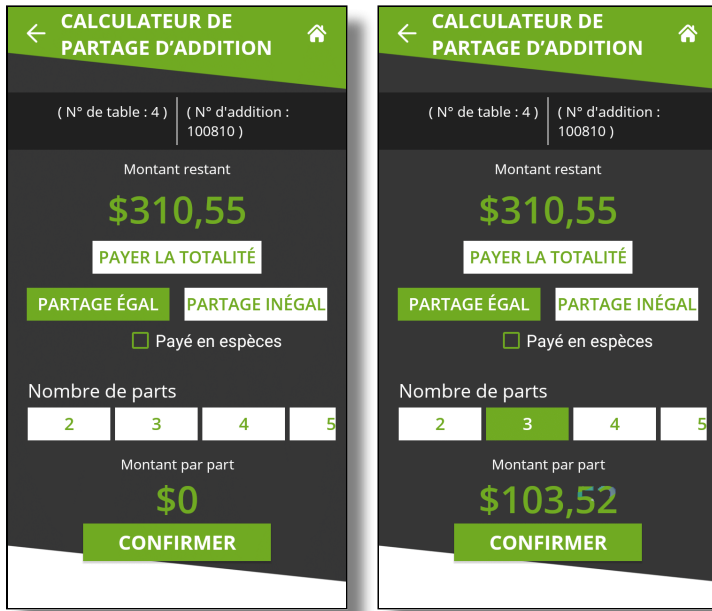 CALCULATEUR DE
PARTAGE D'ADDITION
( N° de table : 4 )
( N° d'addition :
100810 )
Montant restant
$310,55
PAYER LA TOTALITÉ
PARTAGE ÉGAL
PARTAGE INÉGAL
Payé en espèces
Nombre de parts
2 3 4 5
Montant par part
$0
CONFIRMER
CALCULATEUR DE
PARTAGE D'ADDITION
( N° de table : 4 )
( N° d'addition :
100810 )
Montant restant
$310,55
PAYER LA TOTALITÉ
PARTAGE ÉGAL
PARTAGE INÉGAL
Payé en espèces
Nombre de parts
2 3 4 5
Montant par part
$103,52
CONFIRMER